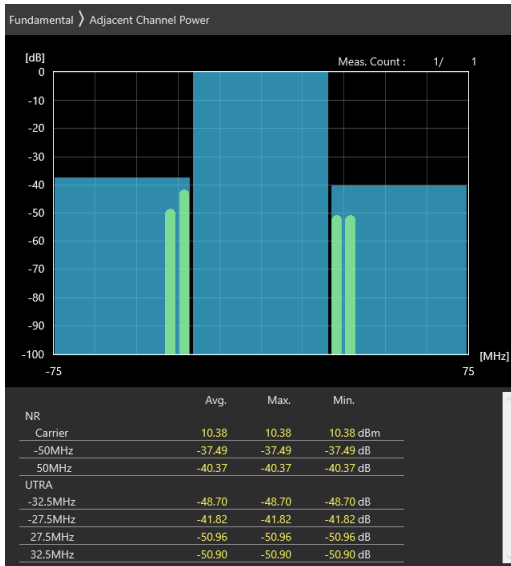 Fundamental 〉 Adjacent Channel Power
[dB]
Meas. Count : 1/ 1
0
-10
-20
-30
-40
-50
-60
-70
-80
-90
-100
[MHz]
-75 75
Avg. Max. Min.
NR
Carrier 10.38 10.38 10.38 dBm
-50MHz -37.49 -37.49 -37.49 dB
50MHz -40.37 -40.37 -40.37 dB
UTRA
-32.5MHz -48.70 -48.70 -48.70 dB
-27.5MHz -41.82 -41.82 -41.82 dB
27.5MHz -50.96 -50.96 -50.96 dB
32.5MHz -50.90 -50.90 -50.90 dB